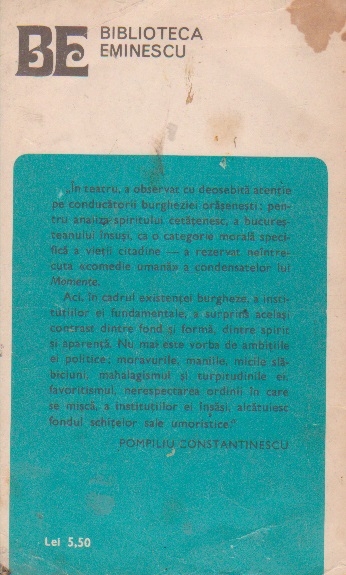 BE BIBLIOTECA
EMINESCU
„...În teatru, a observat cu deosebită atenție
pe conducătorii burgheziei orășenești; pen-
tru analiza spiritului cetățenesc, a bucureș-
teanului însuși, ca o categorie morală speci-
fică a vieții citadine — a rezervat neîntre-
cuta «comedie umană» a condensatelor lui
Momente.
Aci, în cadrul existenței burgheze, a insti-
tuțiilor ei fundamentale, a surprins același
contrast dintre fond și formă, dintre spirit
și aparență. Nu mai este vorba de ambițiile
ei politice; moravurile, maniile, micile slă-
biciuni, mahalagismul și turpitudinile ei,
favoritismul, nerespectarea ordinii în care
se mișcă, a instituțiilor ei înseși, alcătuiesc
fondul schițelor sale umoristice."
POMPILIU CONSTANTINESCU
Lei 5,50